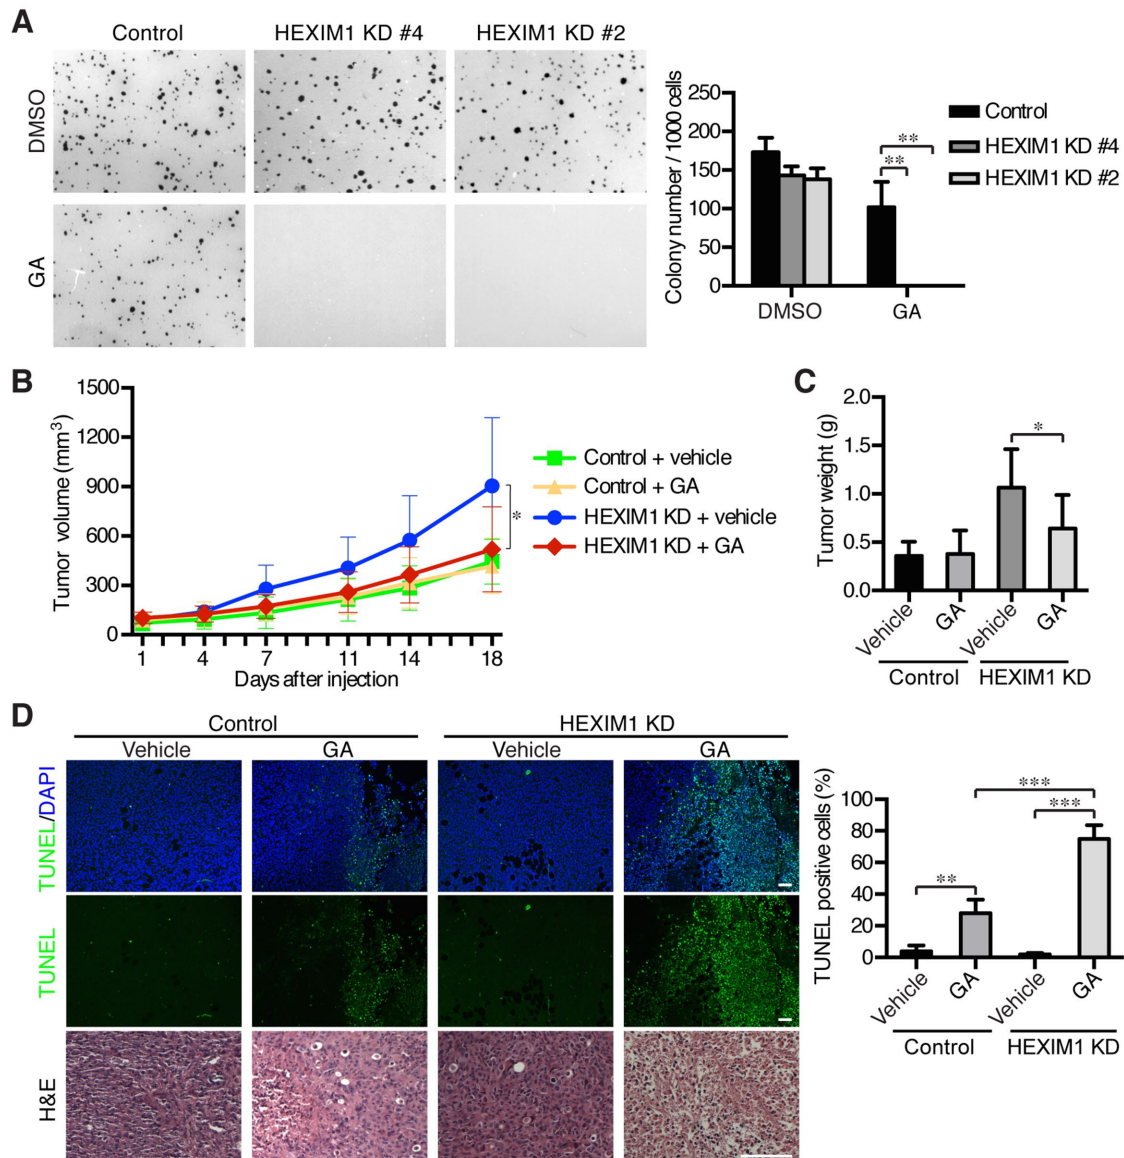 A
Control
HEXIM1 KD #4
HEXIM1 KD #2
DMSO
GA
Colony number / 1000 cells
250
200
150
100
50
0
**
**
DMSO
GA
Control
HEXIM1 KD #4
HEXIM1 KD #2
B
Tumor volume (mm³)
1500
1200
900
600
300
0
1 4 7 11 14 18
Days after injection
*
Control + vehicle
Control + GA
HEXIM1 KD + vehicle
HEXIM1 KD + GA
C
Tumor weight (g)
2.0
1.5
1.0
0.5
0.0
*
Vehicle GA Vehicle GA
Control HEXIM1 KD
D
Control HEXIM1 KD
Vehicle GA Vehicle GA
TUNEL/DAPI
TUNEL
H&E
TUNEL positive cells (%)
100
80
60
40
20
0
***
***
**
Vehicle GA Vehicle GA
Control HEXIM1 KD